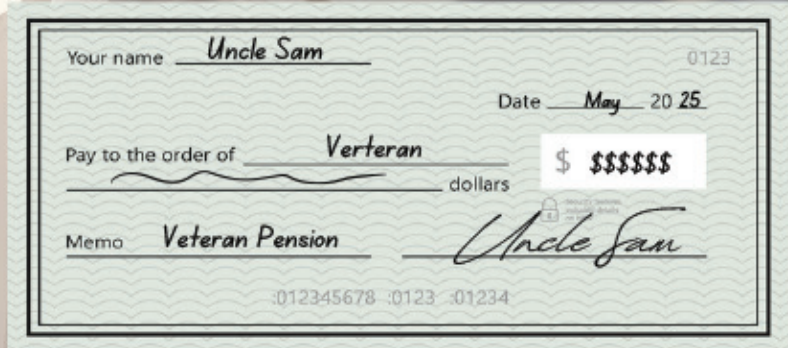 Your name Uncle Sam
0123
Date May 20 25
Pay to the order of Verteran
$ $$$$$$
dollars
Memo Veteran Pension
Uncle Sam
:012345678 :0123 :01234